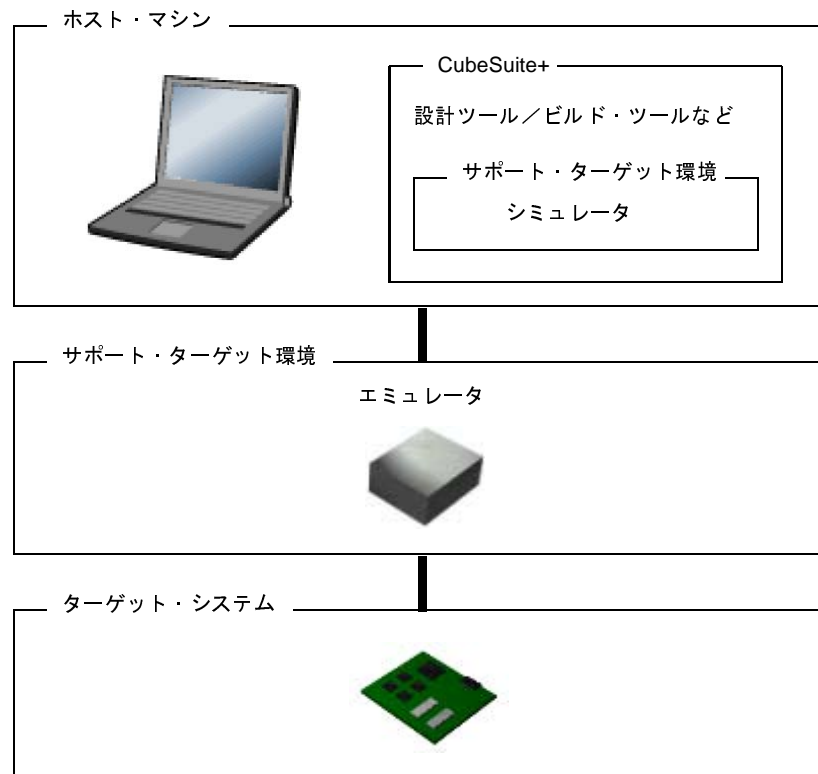 ホスト・マシン
CubeSuite+
設計ツール／ビルド・ツールなど
サポート・ターゲット環境
シミュレータ
サポート・ターゲット環境
エミュレータ
ターゲット・システム